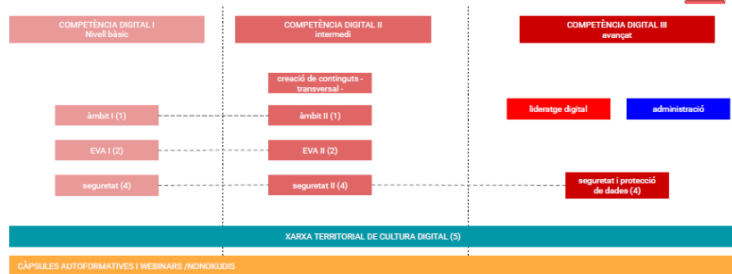 COMPETÈNCIA DIGITAL I
Nivell bàsic
COMPETÈNCIA DIGITAL II
intermedi
COMPETÈNCIA DIGITAL III
avançat
creació de continguts -
transversal -
àmbit I (1)
àmbit II (1)
lideratge digital
administració
EVA I (2)
EVA II (2)
seguretat (4)
seguretat II (4)
seguretat i protecció
de dades (4)
XARXA TERRITORIAL DE CULTURA DIGITAL (5)
CÀPSULES AUTOFORMATIVES I WEBINARS /NONOKUDIS